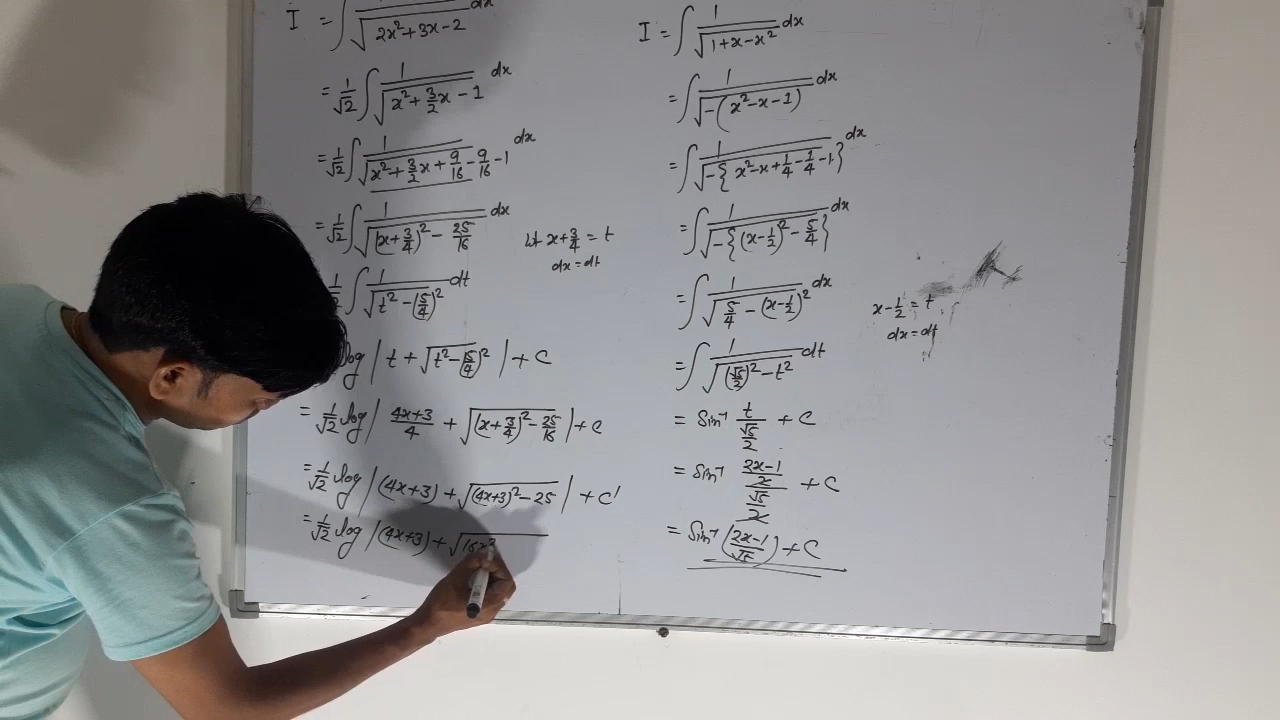 I = ∫ 1/√(2x²+3x-2) dx
= 1/√2 ∫ 1/√(x²+3/2x-1) dx
= 1/√2 ∫ 1/√(x²+3/2x+9/16-9/16-1) dx
= 1/√2 ∫ 1/√((x+3/4)²-25/16) dx
let x+3/4 = t
dx=dt
1/√2 ∫ 1/√(t²-(5/4)²) dt
log | t+√(t²-(5/4)²) | + C
= 1/√2 log | 4x+3/4 + √((x+3/4)²-25/16) | + C
= 1/√2 log | (4x+3)+√((4x+3)²-25) | + C'
= 1/√2 log | (4x+3)+√(16x²
I = ∫ 1/√(1+x-x²) dx
= ∫ 1/√(-(x²-x-1)) dx
= ∫ 1/√(-{x²-x+1/4-1/4-1}) dx
= ∫ 1/√(-{(x-1/2)²-5/4}) dx
= ∫ 1/√(5/4-(x-1/2)²) dx
x-1/2 = t
dx=dt
= ∫ 1/√((√5/2)²-t²) dt
= Sin⁻¹ t/(√5/2) + C
= Sin⁻¹ ((2x-1)/2)/(√5/2) + C
= Sin⁻¹ (2x-1/√5) + C